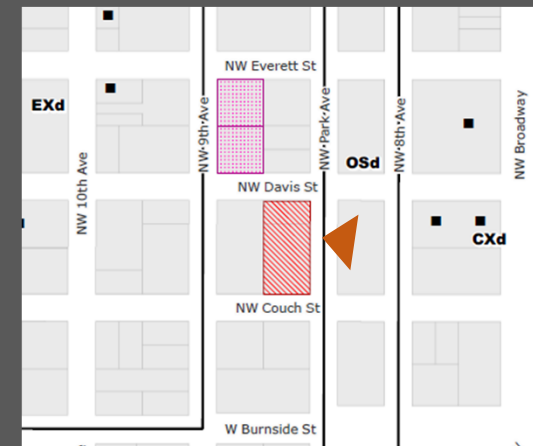 NW Everett St
EXd
NW 10th Ave
NW·9th·Ave
NW·Park·Ave
OSd
NW·8th·Ave
NW Broadway
NW Davis St
CXd
NW Couch St
W Burnside St